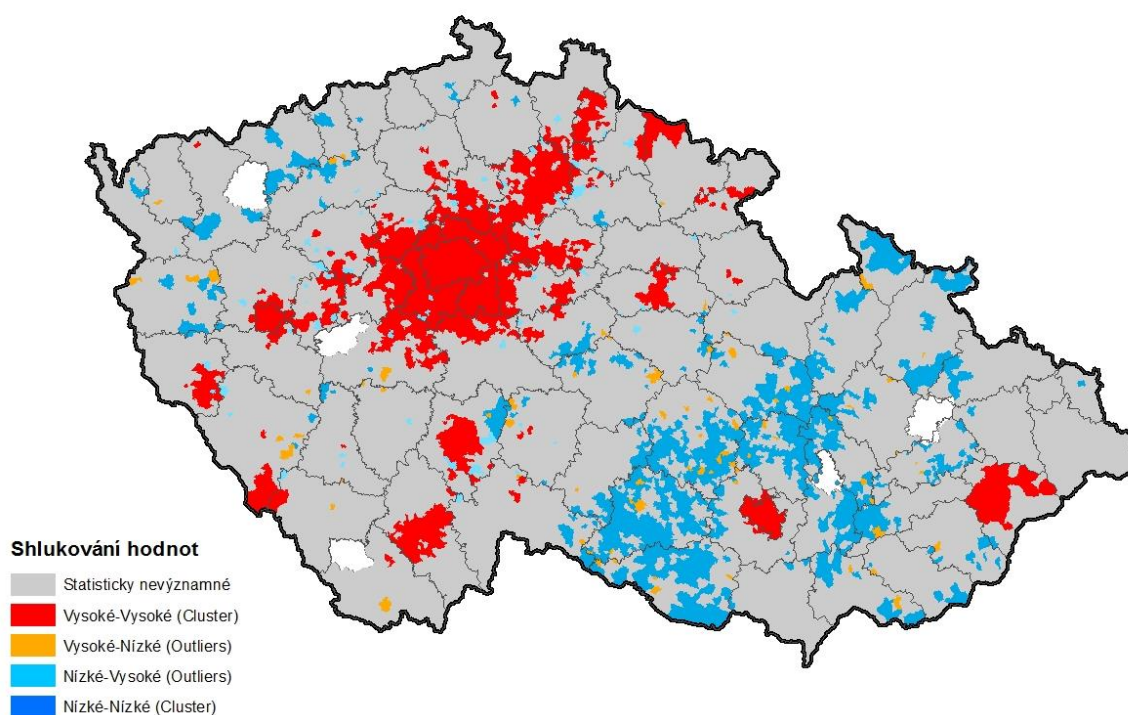 Shlukování hodnot
Statisticky nevýznamné
Vysoké-Vysoké (Cluster)
Vysoké-Nízké (Outliers)
Nízké-Vysoké (Outliers)
Nízké-Nízké (Cluster)